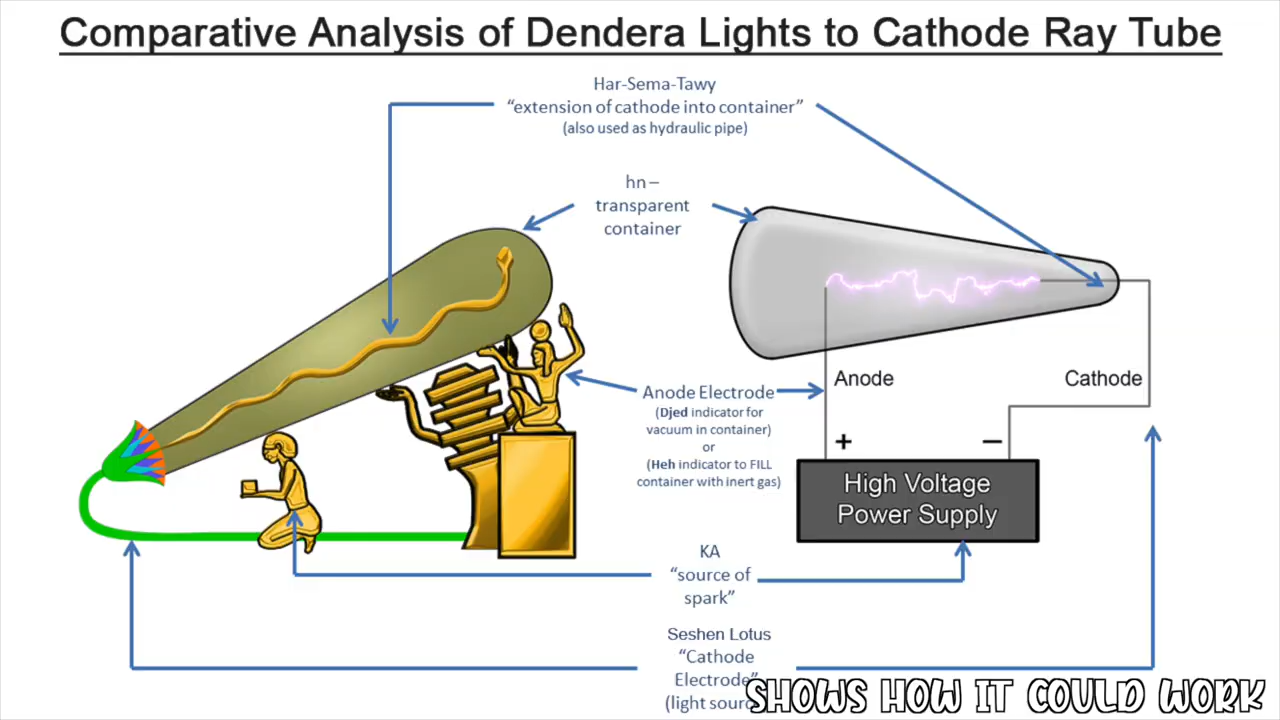 Comparative Analysis of Dendera Lights to Cathode Ray Tube
Har-Sema-Tawy
“extension of cathode into container”
(also used as hydraulic pipe)
hn –
transparent
container
Anode Electrode
(Djed indicator for
vacuum in container)
or
(Heh indicator to FILL
container with inert gas)
Anode
Cathode
+
–
High Voltage
Power Supply
KA
“source of
spark”
Seshen Lotus
“Cathode
Electrode”
(light
SHOWS HOW IT COULD WORK